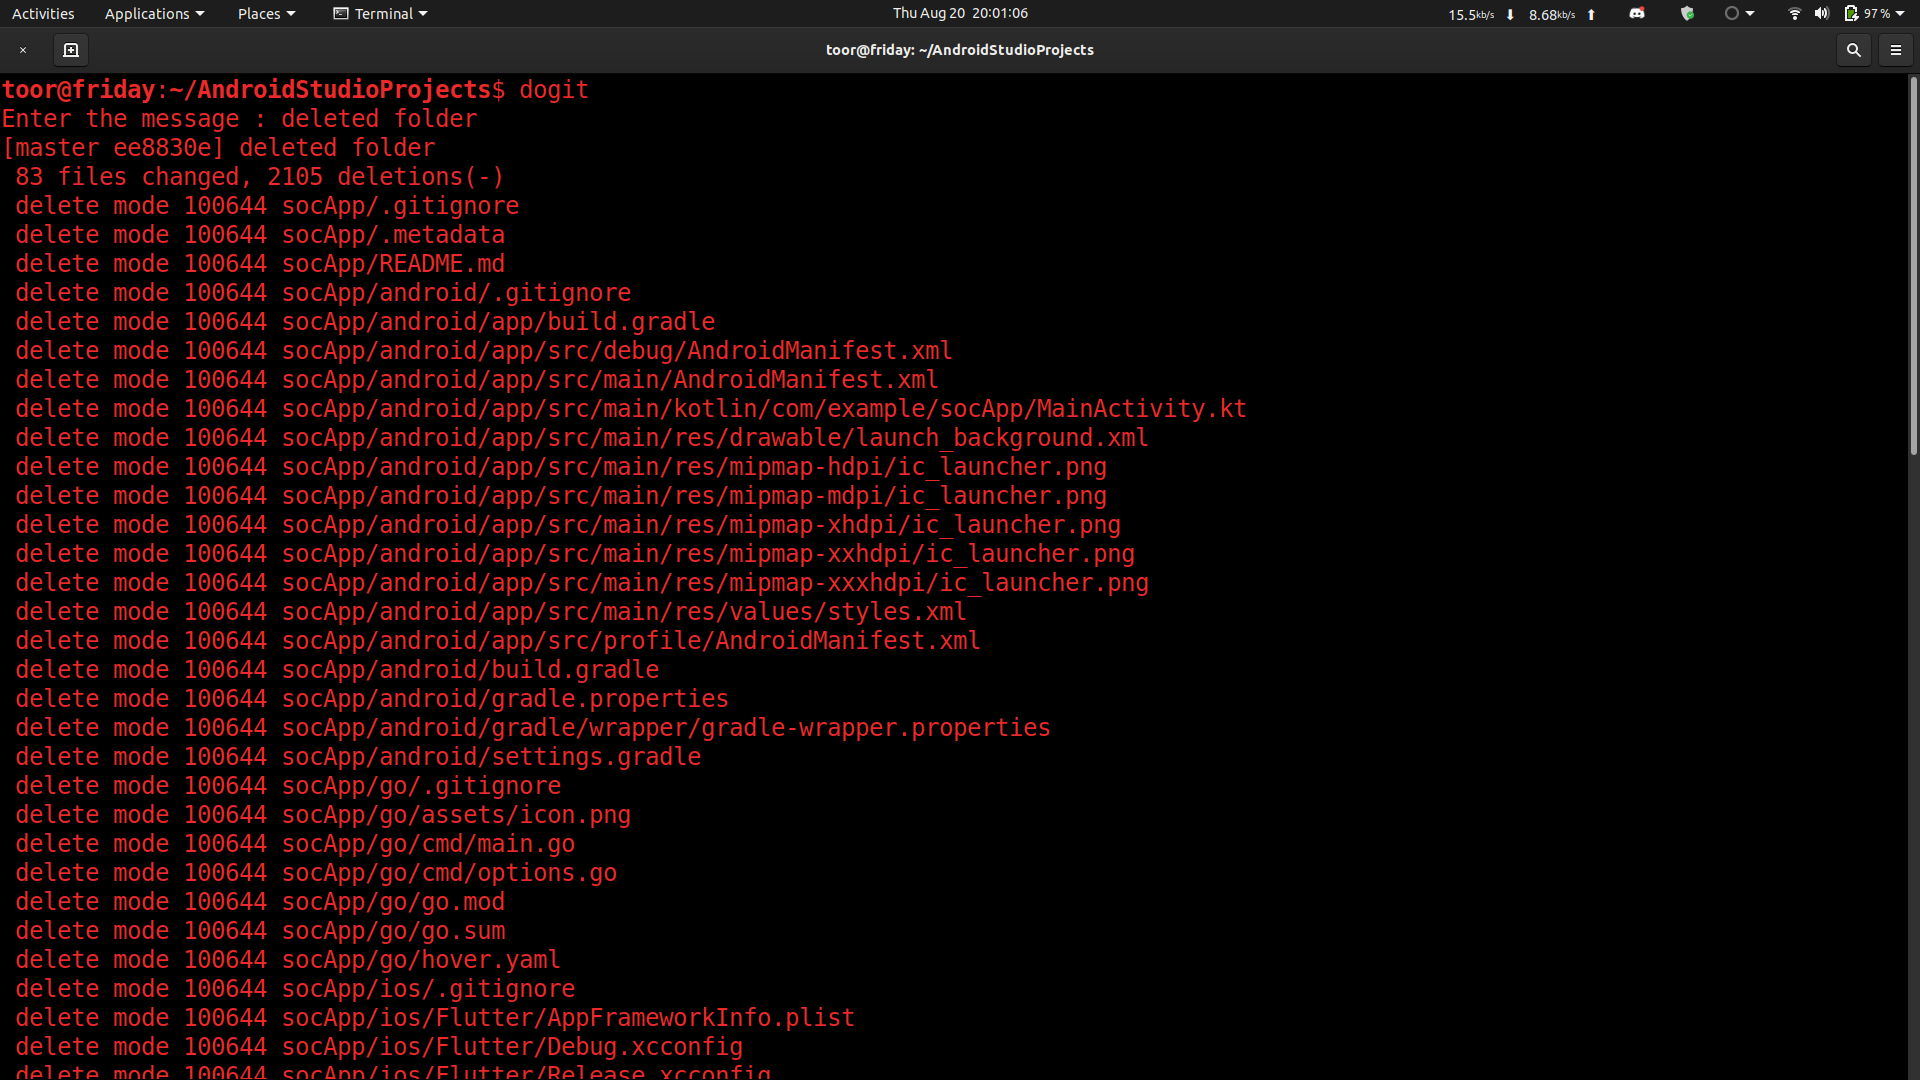 Activities Applications Places Terminal Thu Aug 20 20:01:06 15.5kb/s 8.68kb/s 97 %
toor@friday: ~/AndroidStudioProjects
toor@friday:~/AndroidStudioProjects$ dogit
Enter the message : deleted folder
[master ee8830e] deleted folder
83 files changed, 2105 deletions(-)
delete mode 100644 socApp/.gitignore
delete mode 100644 socApp/.metadata
delete mode 100644 socApp/README.md
delete mode 100644 socApp/android/.gitignore
delete mode 100644 socApp/android/app/build.gradle
delete mode 100644 socApp/android/app/src/debug/AndroidManifest.xml
delete mode 100644 socApp/android/app/src/main/AndroidManifest.xml
delete mode 100644 socApp/android/app/src/main/kotlin/com/example/socApp/MainActivity.kt
delete mode 100644 socApp/android/app/src/main/res/drawable/launch_background.xml
delete mode 100644 socApp/android/app/src/main/res/mipmap-hdpi/ic_launcher.png
delete mode 100644 socApp/android/app/src/main/res/mipmap-mdpi/ic_launcher.png
delete mode 100644 socApp/android/app/src/main/res/mipmap-xhdpi/ic_launcher.png
delete mode 100644 socApp/android/app/src/main/res/mipmap-xxhdpi/ic_launcher.png
delete mode 100644 socApp/android/app/src/main/res/mipmap-xxxhdpi/ic_launcher.png
delete mode 100644 socApp/android/app/src/main/res/values/styles.xml
delete mode 100644 socApp/android/app/src/profile/AndroidManifest.xml
delete mode 100644 socApp/android/build.gradle
delete mode 100644 socApp/android/gradle.properties
delete mode 100644 socApp/android/gradle/wrapper/gradle-wrapper.properties
delete mode 100644 socApp/android/settings.gradle
delete mode 100644 socApp/go/.gitignore
delete mode 100644 socApp/go/assets/icon.png
delete mode 100644 socApp/go/cmd/main.go
delete mode 100644 socApp/go/cmd/options.go
delete mode 100644 socApp/go/go.mod
delete mode 100644 socApp/go/go.sum
delete mode 100644 socApp/go/hover.yaml
delete mode 100644 socApp/ios/.gitignore
delete mode 100644 socApp/ios/Flutter/AppFrameworkInfo.plist
delete mode 100644 socApp/ios/Flutter/Debug.xcconfig
delete mode 100644 socApp/ios/Flutter/Release.xcconfig